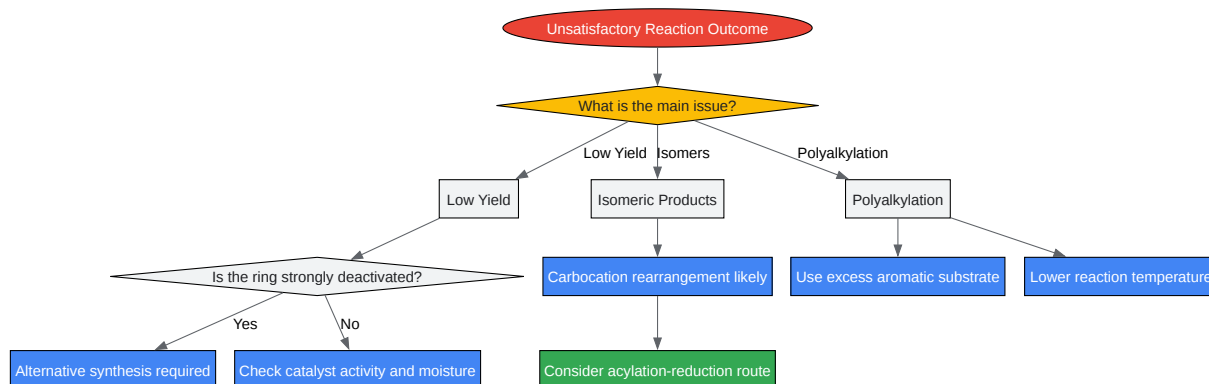 Unsatisfactory Reaction Outcome
What is the main issue?
Low Yield
Isomers
Polyalkylation
Low Yield
Isomeric Products
Polyalkylation
Is the ring strongly deactivated?
Carbocation rearrangement likely
Use excess aromatic substrate
Lower reaction temperature
Yes
No
Alternative synthesis required
Check catalyst activity and moisture
Consider acylation-reduction route